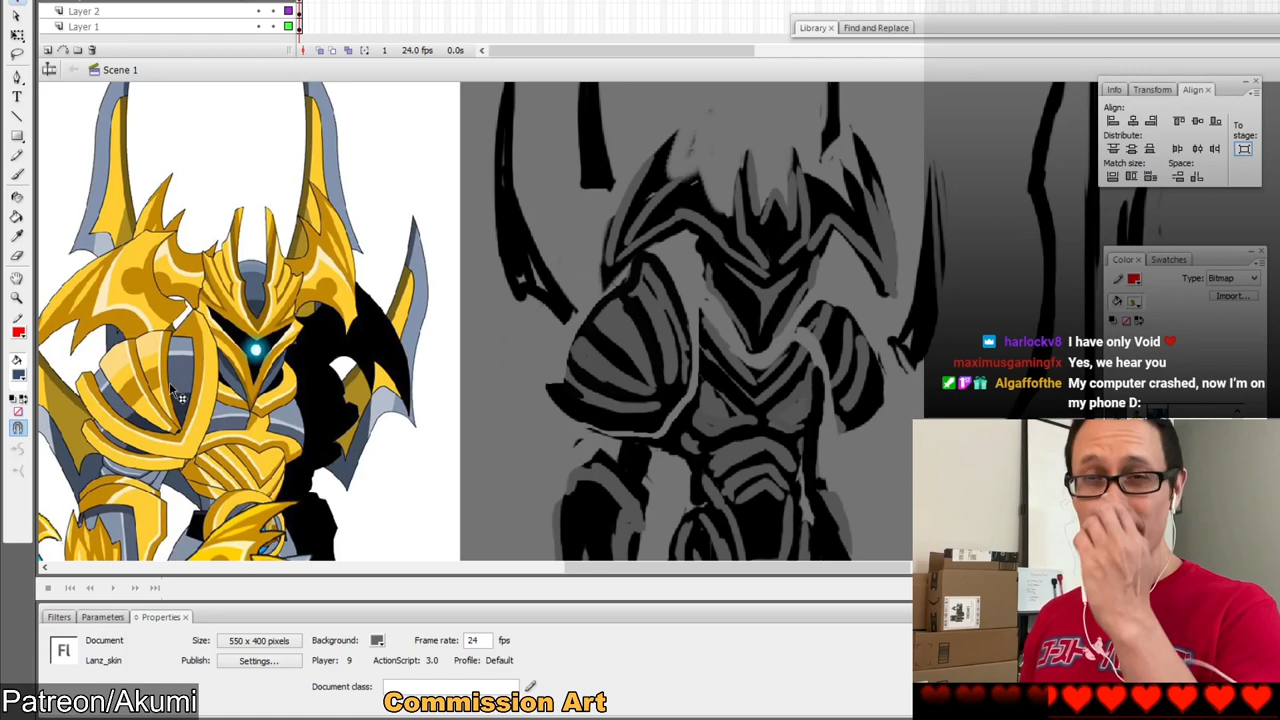 Layer 2
Layer 1
1 24.0 fps 0.0s
Library Find and Replace
Scene 1
Info Transform Align
Align:
Distribute:
To
stage:
Match size: Space:
Color Swatches
Type: Bitmap
Import...
harlockv8 I have only Void
maximusgamingfx Yes, we hear you
Algaffofthe My computer crashed, now I'm on
my phone D:
Filters Parameters Properties
Fl
Document
Lanz_skin
Size: 550 x 400 pixels Background: Frame rate: 24 fps
Publish: Settings... Player: 9 ActionScript: 3.0 Profile: Default
Document class:
Patreon/Akumi
Commission Art